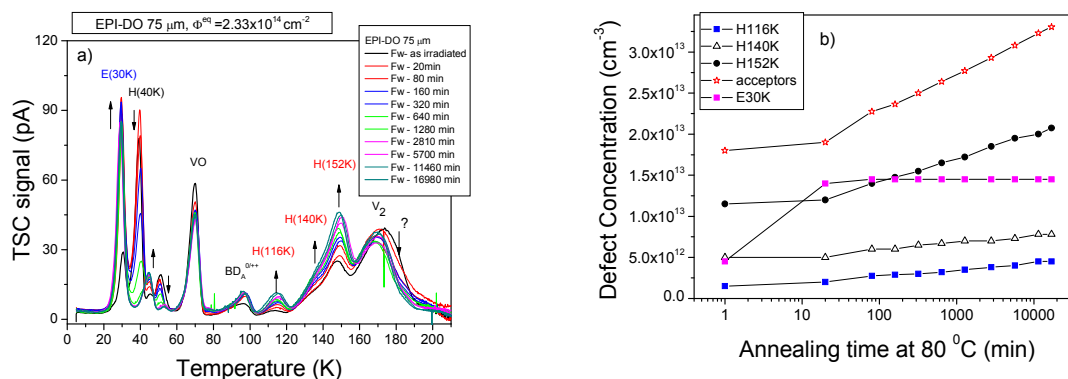 EPI-DO 75 μm, Φ^eq =2.33x10^14 cm^-2
a)
EPI-DO 75 μm
Fw- as irradiated
Fw - 20min
Fw - 80 min
Fw - 160 min
Fw - 320 min
Fw - 640 min
Fw - 1280 min
Fw - 2810 min
Fw - 5700 min
Fw - 11460 min
Fw - 16980 min
E(30K)
H(40K)
VO
BD_A^0/++
H(116K)
H(140K)
H(152K)
V_2
?
TSC signal (pA)
120
90
60
30
0
0 20 40 60 80 100 120 140 160 180 200
Temperature (K)
b)
H116K
H140K
H152K
acceptors
E30K
Defect Concentration (cm^-3)
3.0x10^13
2.5x10^13
2.0x10^13
1.5x10^13
1.0x10^13
5.0x10^12
0.0
1 10 100 1000 10000
Annealing time at 80 ^0C (min)